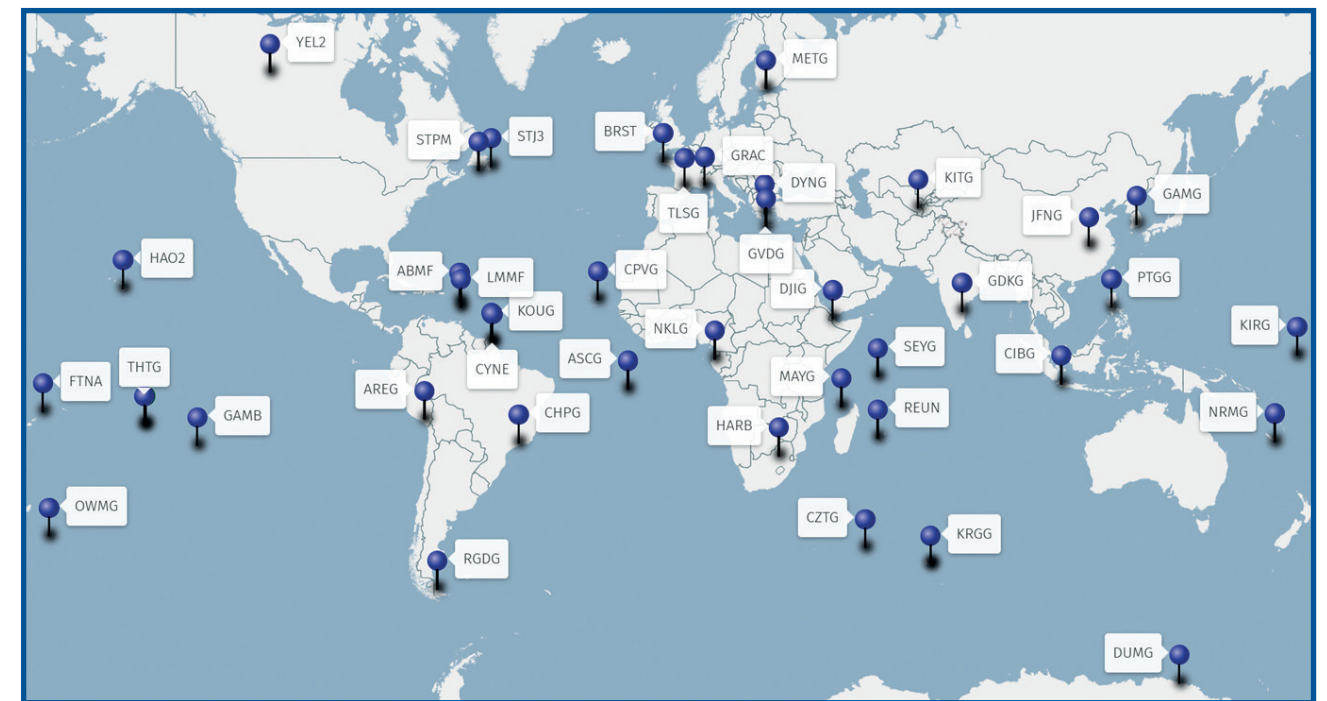 YEL2
METG
STPM
STJ3
BRST
GRAC
KITG
DYNG
GAMG
TLSG
JFNG
GVDG
HAO2
ABMF
LMMF
CPVG
DJIG
GDKG
PTGG
KOUG
NKLG
KIRG
SEYG
CIBG
ASCG
THTG
CYNE
MAYG
FTNA
AREG
REUN
GAMB
CHPG
NRMG
HARB
OWMG
CZTG
KRGG
RGDG
DUMG